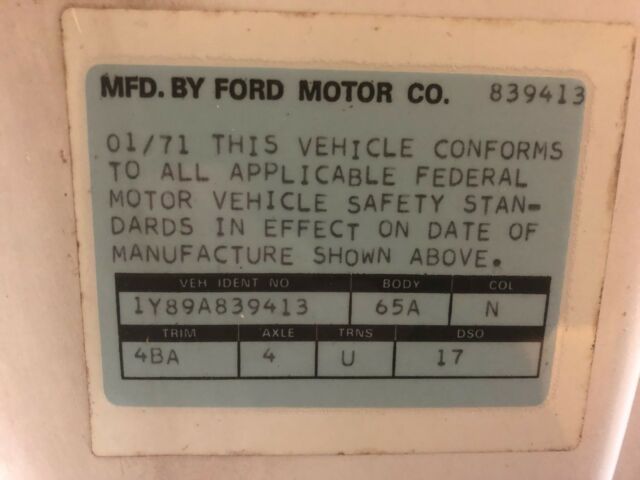 MFD. BY FORD MOTOR CO. 839413
01/71 THIS VEHICLE CONFORMS
TO ALL APPLICABLE FEDERAL
MOTOR VEHICLE SAFETY STAN-
DARDS IN EFFECT ON DATE OF
MANUFACTURE SHOWN ABOVE.
VEH IDENT NO BODY COL
1Y89A839413 65A N
TRIM AXLE TRNS DSO
4BA 4 U 17